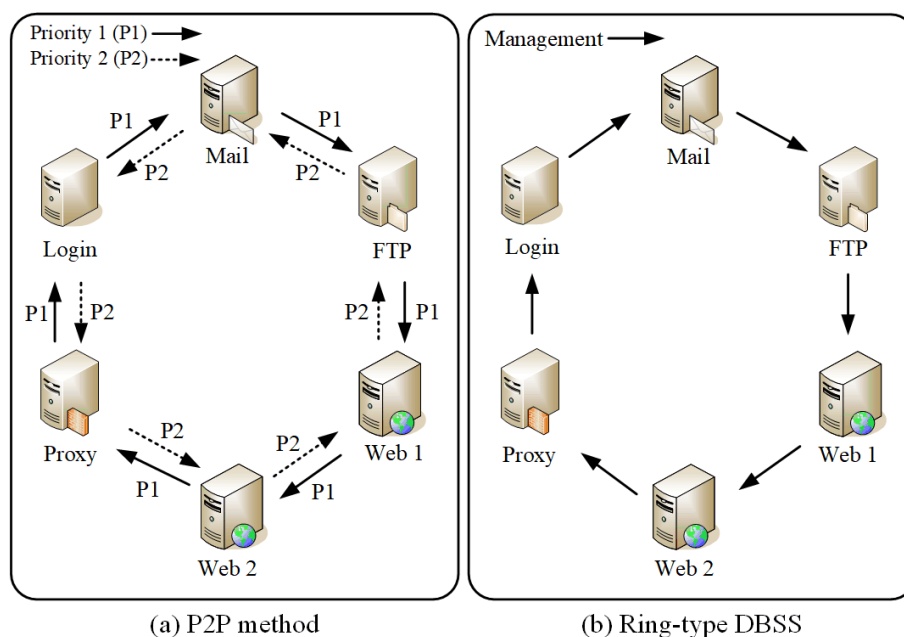 Priority 1 (P1)
Priority 2 (P2)
P1
P2
Mail
P1
P2
Login
FTP
P1
P2
P2
P1
Proxy
P2
P1
P2
P1
Web 1
Web 2
(a) P2P method
Management
Mail
Login
FTP
Proxy
Web 1
Web 2
(b) Ring-type DBSS